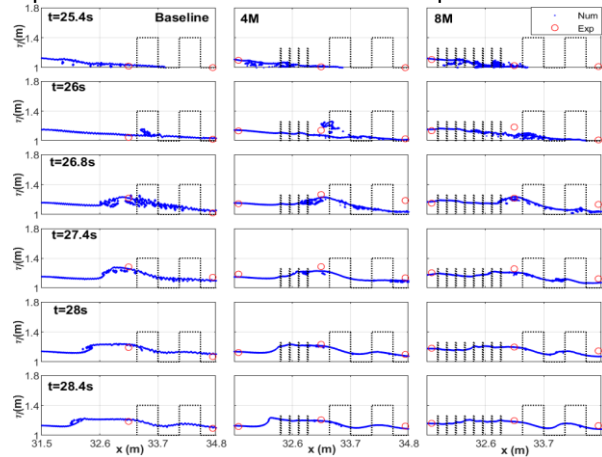 t=25.4s Baseline 4M 8M Num
Exp
η(m)
1.8
1.4
1
t=26s
η(m)
1.8
1.4
1
t=26.8s
η(m)
1.8
1.4
1
t=27.4s
η(m)
1.8
1.4
1
t=28s
η(m)
1.8
1.4
1
t=28.4s
η(m)
1.8
1.4
1
31.5 32.6 33.7 34.8 32.6 33.7 34.8 32.6 33.7
x (m) x (m) x (m)